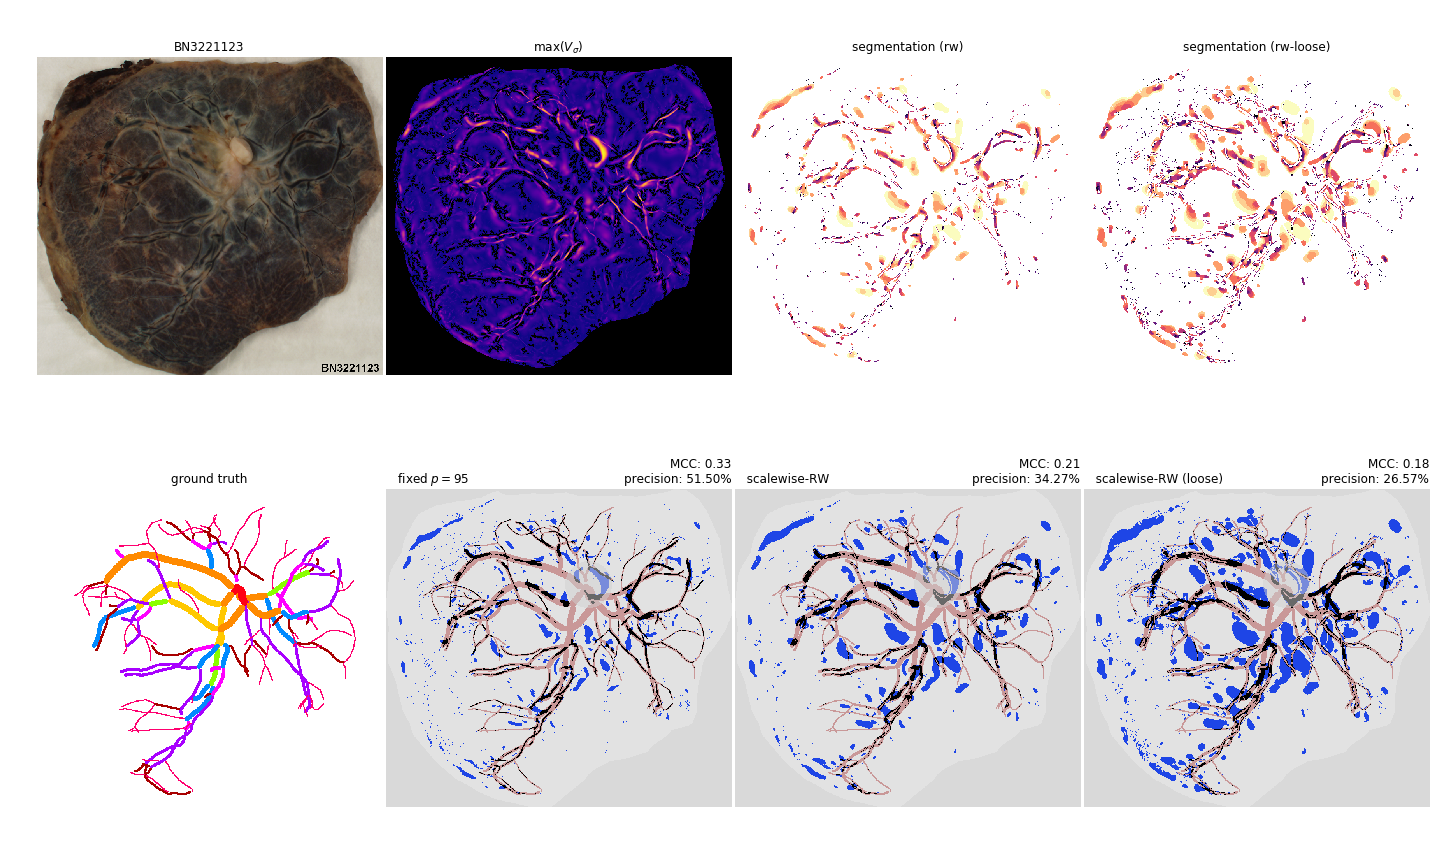 BN3221123
max(V_σ)
segmentation (rw)
segmentation (rw-loose)
BN3221123
ground truth
fixed p = 95
MCC: 0.33
precision: 51.50%
scalewise-RW
MCC: 0.21
precision: 34.27%
scalewise-RW (loose)
MCC: 0.18
precision: 26.57%